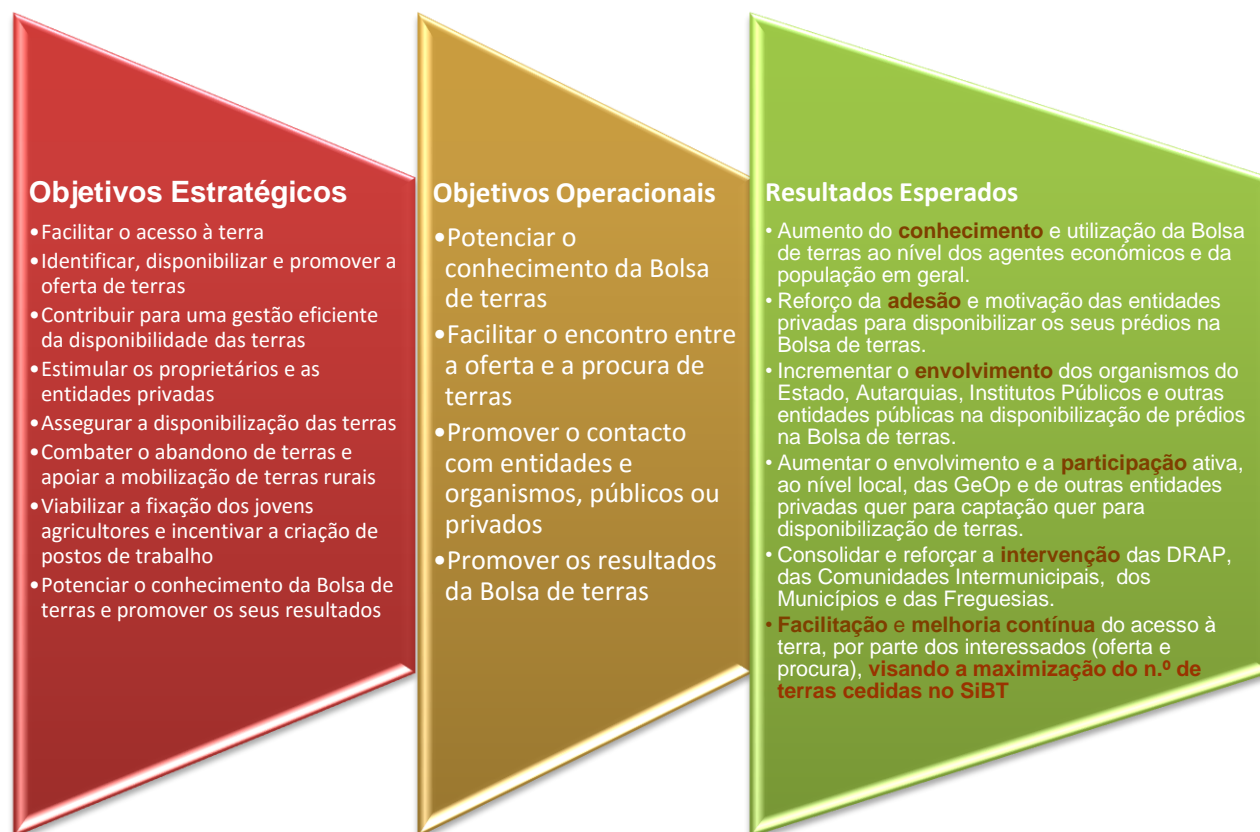 Objetivos Estratégicos
•Facilitar o acesso à terra
•Identificar, disponibilizar e promover a
oferta de terras
•Contribuir para uma gestão eficiente
da disponibilidade das terras
•Estimular os proprietários e as
entidades privadas
•Assegurar a disponibilização das terras
•Combater o abandono de terras e
apoiar a mobilização de terras rurais
•Viabilizar a fixação dos jovens
agricultores e incentivar a criação de
postos de trabalho
•Potenciar o conhecimento da Bolsa de
terras e promover os seus resultados
Objetivos Operacionais
•Potenciar o
conhecimento da Bolsa
de terras
•Facilitar o encontro entre
a oferta e a procura de
terras
•Promover o contacto
com entidades e
organismos, públicos ou
privados
•Promover os resultados
da Bolsa de terras
Resultados Esperados
• Aumento do conhecimento e utilização da Bolsa
de terras ao nível dos agentes económicos e da
população em geral.
• Reforço da adesão e motivação das entidades
privadas para disponibilizar os seus prédios na
Bolsa de terras.
• Incrementar o envolvimento dos organismos do
Estado, Autarquias, Institutos Públicos e outras
entidades públicas na disponibilização de prédios
na Bolsa de terras.
• Aumentar o envolvimento e a participação ativa,
ao nível local, das GeOp e de outras entidades
privadas quer para captação quer para
disponibilização de terras.
• Consolidar e reforçar a intervenção das DRAP,
das Comunidades Intermunicipais, dos
Municípios e das Freguesias.
• Facilitação e melhoria contínua do acesso à
terra, por parte dos interessados (oferta e
procura), visando a maximização do n.º de
terras cedidas no SiBT